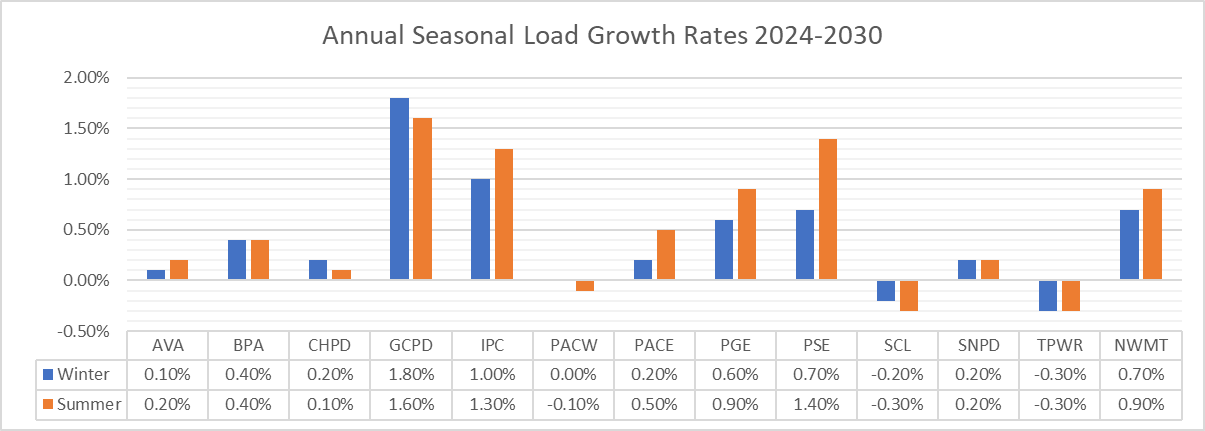 Annual Seasonal Load Growth Rates 2024-2030
2.00%
1.50%
1.00%
0.50%
0.00%
-0.50%
AVA BPA CHPD GCPD IPC PACW PACE PGE PSE SCL SNPD TPWR NWMT
Winter 0.10% 0.40% 0.20% 1.80% 1.00% 0.00% 0.20% 0.60% 0.70% -0.20% 0.20% -0.30% 0.70%
Summer 0.20% 0.40% 0.10% 1.60% 1.30% -0.10% 0.50% 0.90% 1.40% -0.30% 0.20% -0.30% 0.90%